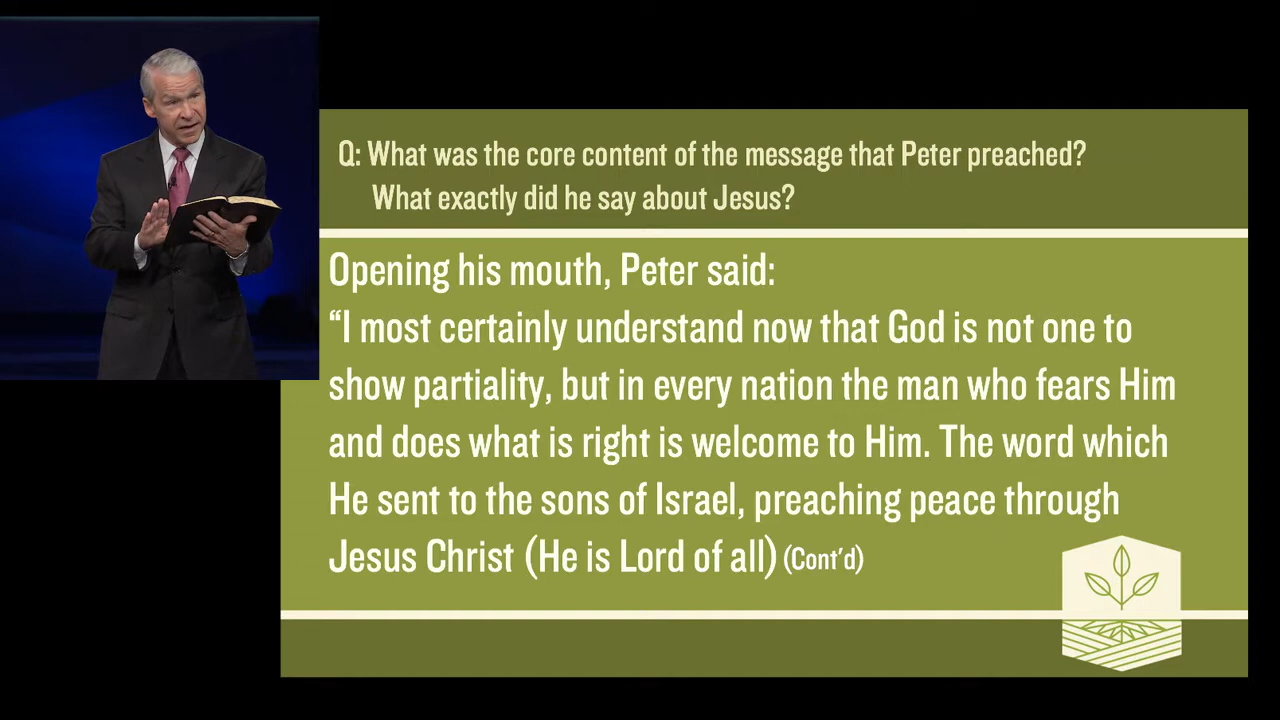 Q: What was the core content of the message that Peter preached?
What exactly did he say about Jesus?
Opening his mouth, Peter said:
“I most certainly understand now that God is not one to
show partiality, but in every nation the man who fears Him
and does what is right is welcome to Him. The word which
He sent to the sons of Israel, preaching peace through
Jesus Christ (He is Lord of all) (Cont’d)